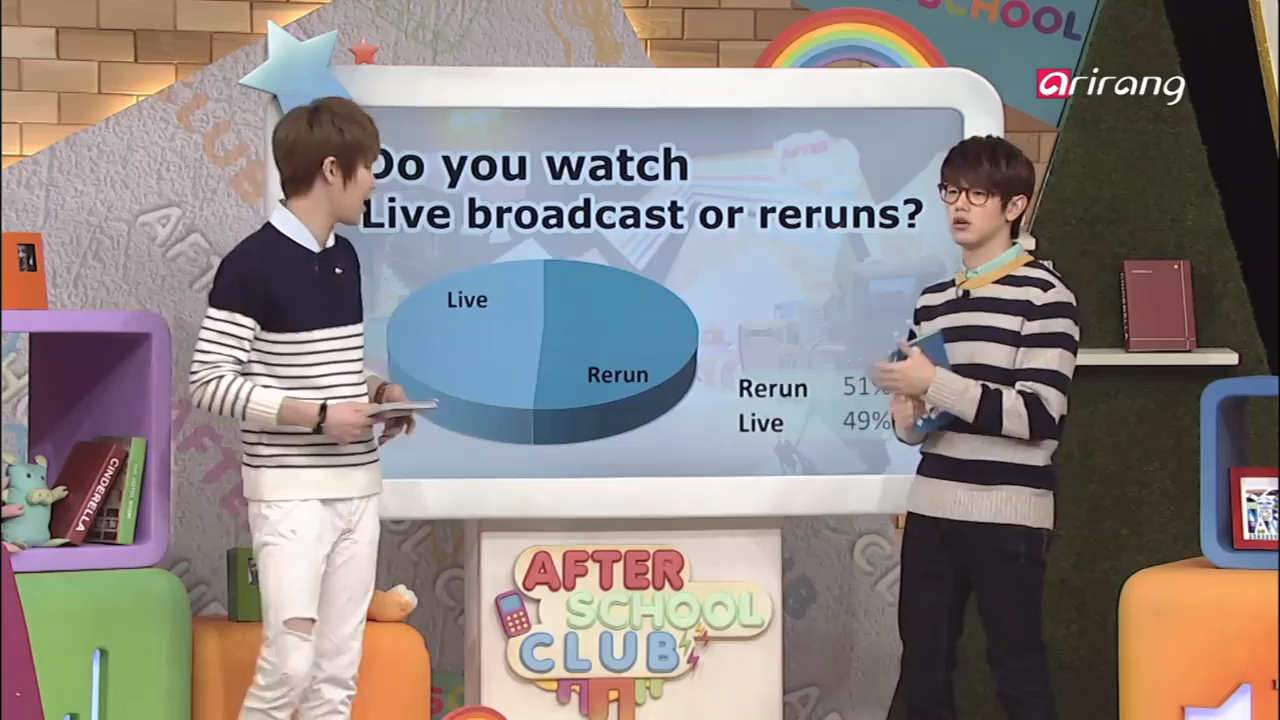 SCHOOL
arirang
AFTER
Do you watch
Live broadcast or reruns?
Live
Rerun
Rerun 51%
Live 49%
CINDERELLA
AFTER
SCHOOL
CLUB